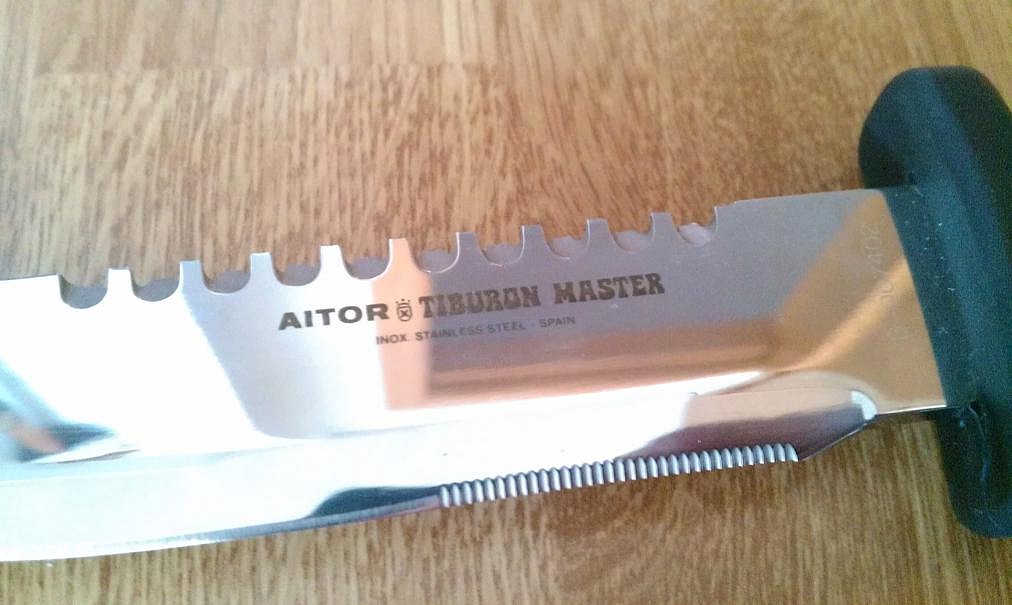 AITOR TIBURON MASTER
INOX. STAINLESS STEEL · SPAIN